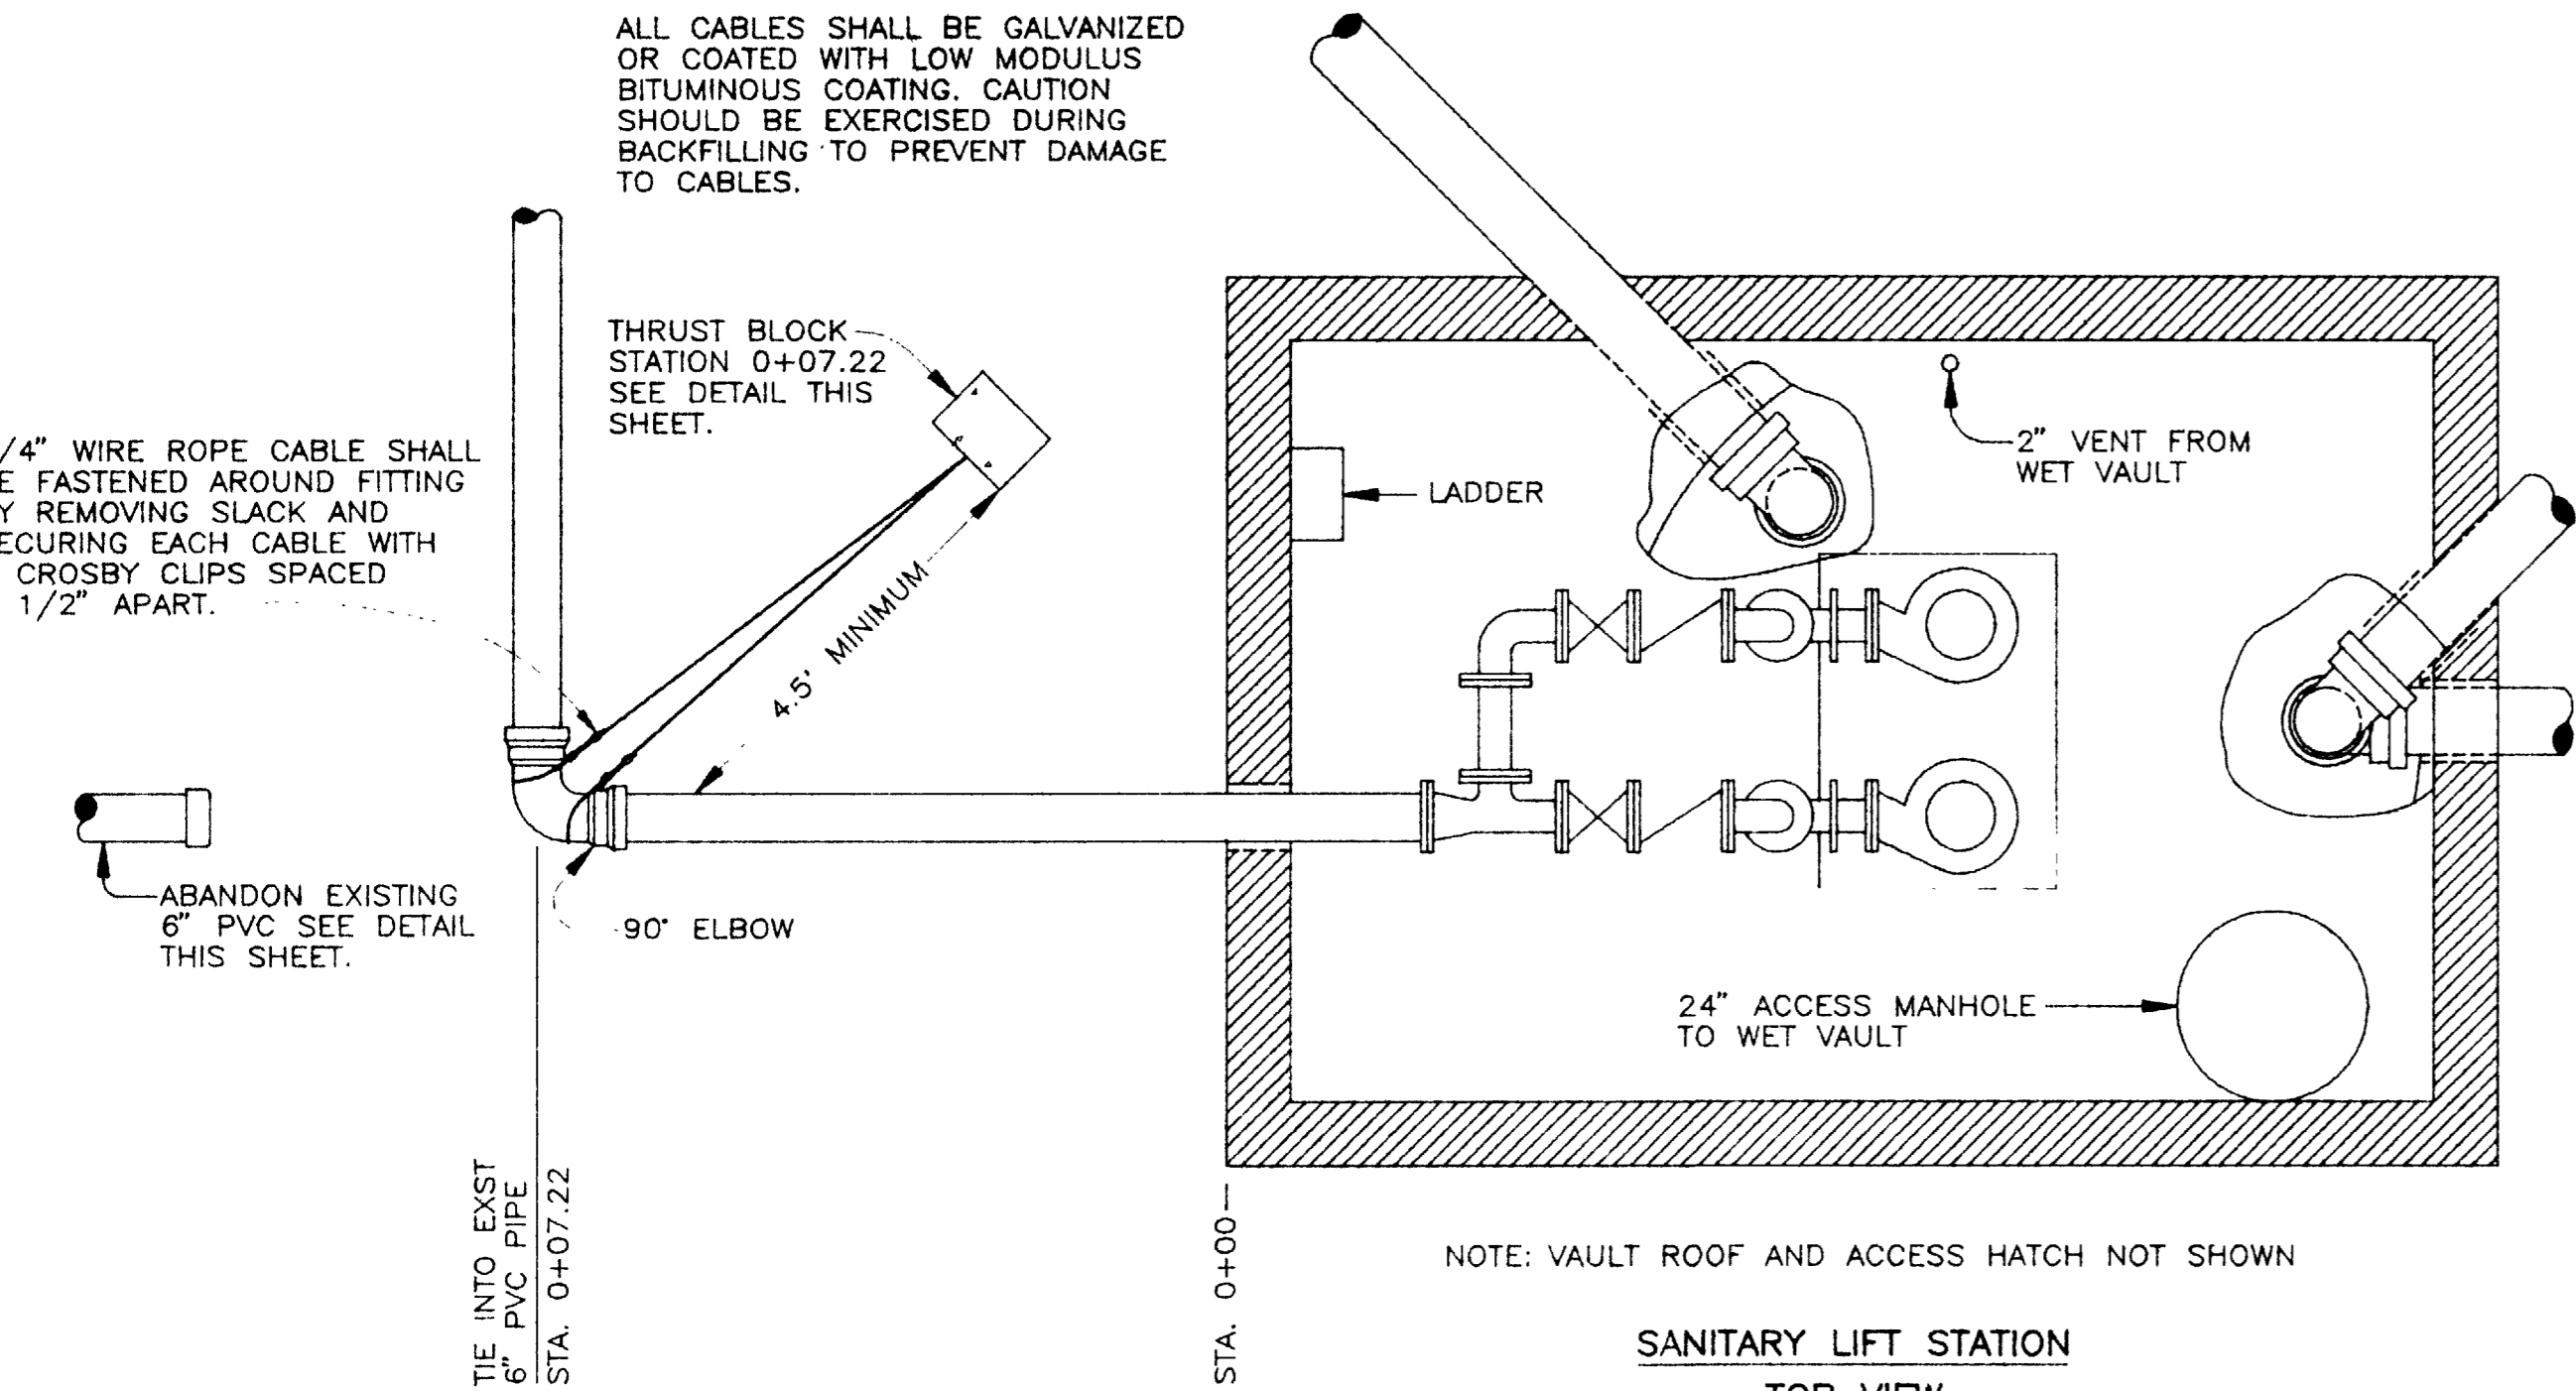 ALL CABLES SHALL BE GALVANIZED
OR COATED WITH LOW MODULUS
BITUMINOUS COATING. CAUTION
SHOULD BE EXERCISED DURING
BACKFILLING TO PREVENT DAMAGE
TO CABLES.
THRUST BLOCK
STATION 0+07.22
SEE DETAIL THIS
SHEET.
/4" WIRE ROPE CABLE SHALL
E FASTENED AROUND FITTING
Y REMOVING SLACK AND
ECURING EACH CABLE WITH
CROSBY CLIPS SPACED
1/2" APART.
4.5' MINIMUM
LADDER
2" VENT FROM
WET VAULT
ABANDON EXISTING
6" PVC SEE DETAIL
THIS SHEET.
90° ELBOW
24" ACCESS MANHOLE
TO WET VAULT
TIE INTO EXST
6" PVC PIPE
STA. 0+07.22
STA. 0+00
NOTE: VAULT ROOF AND ACCESS HATCH NOT SHOWN
SANITARY LIFT STATION
TOP VIEW